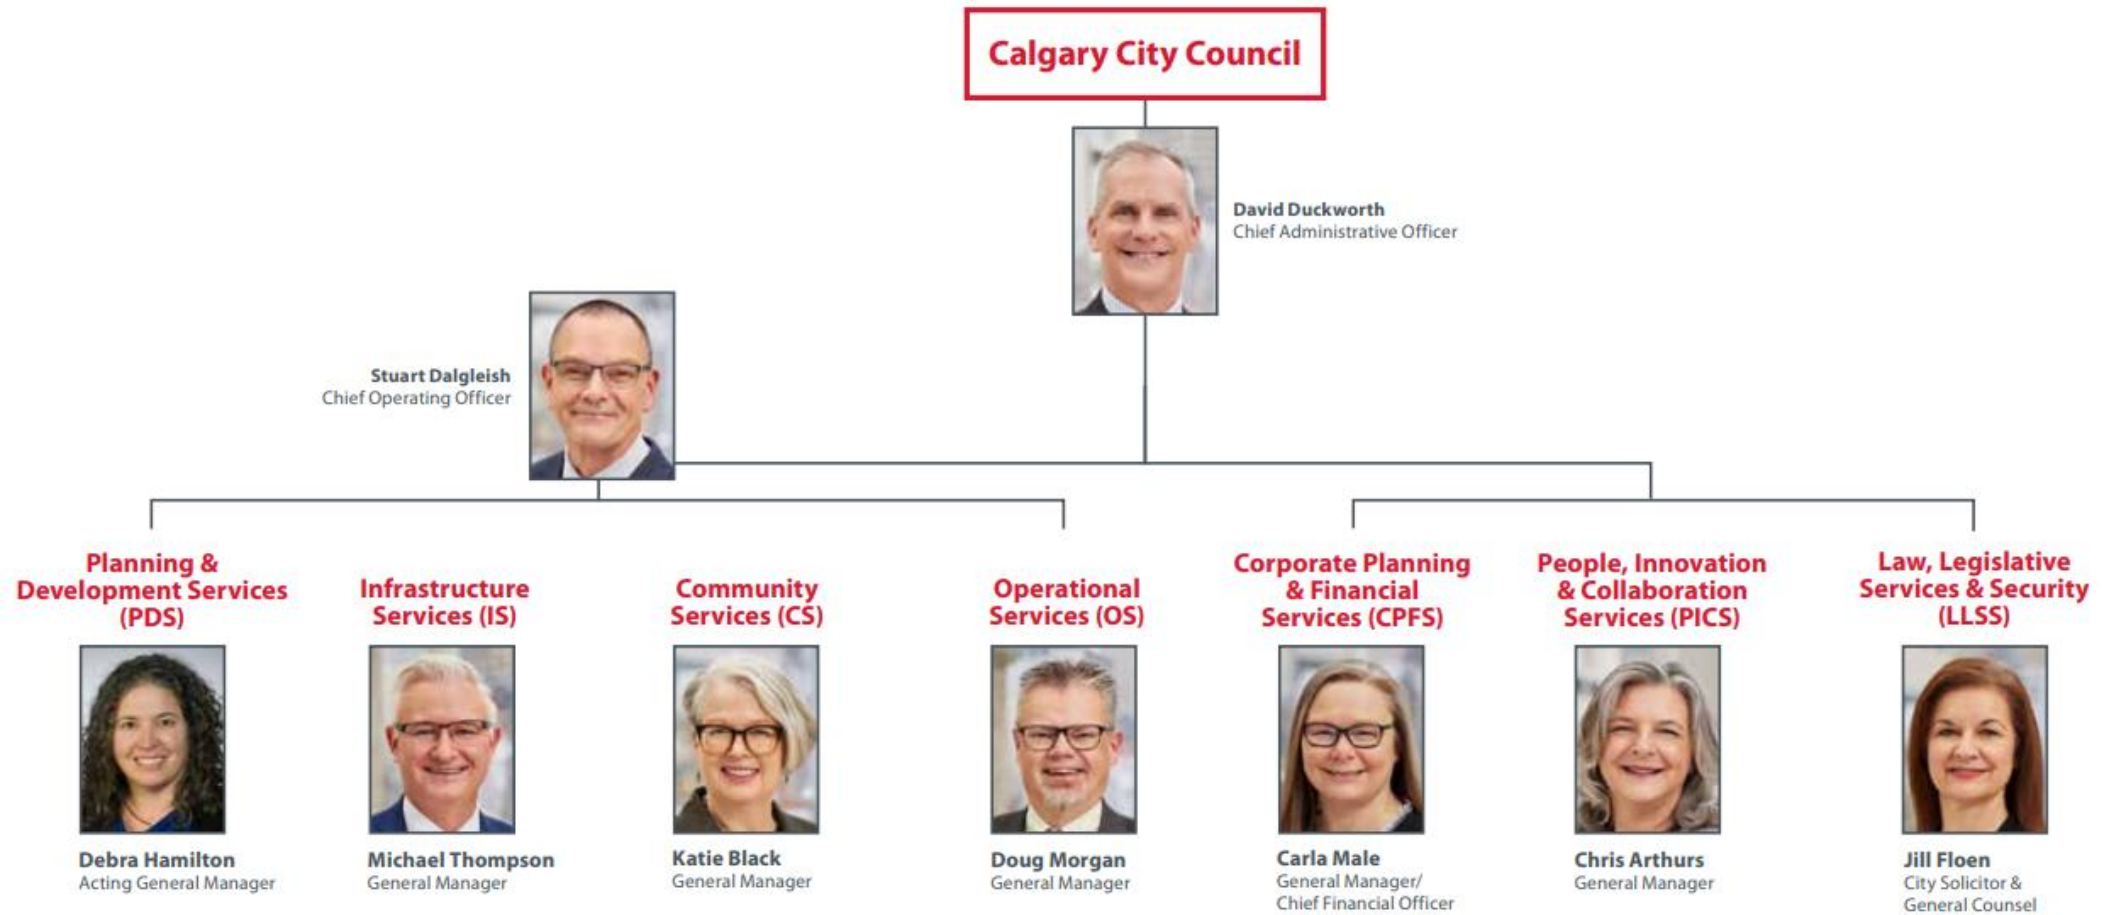 Calgary City Council
David Duckworth
Chief Administrative Officer
Stuart Dalgleish
Chief Operating Officer
Planning &
Development Services
(PDS)
Infrastructure
Services (IS)
Community
Services (CS)
Operational
Services (OS)
Corporate Planning
& Financial
Services (CPFS)
People, Innovation
& Collaboration
Services (PICS)
Law, Legislative
Services & Security
(LLSS)
Debra Hamilton
Acting General Manager
Michael Thompson
General Manager
Katie Black
General Manager
Doug Morgan
General Manager
Carla Male
General Manager/
Chief Financial Officer
Chris Arthurs
General Manager
Jill Floen
City Solicitor &
General Counsel